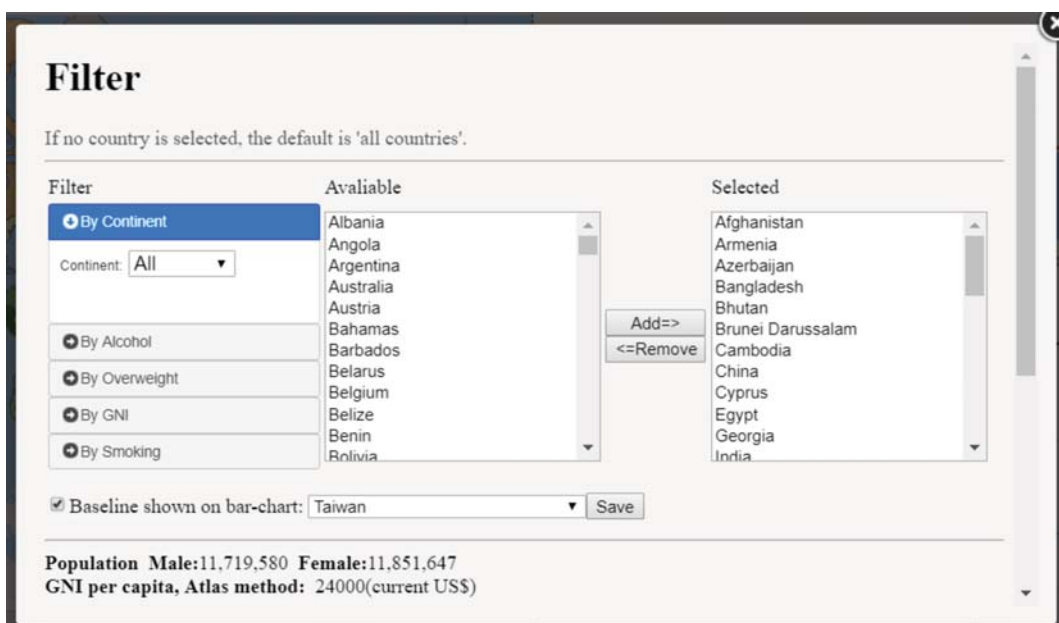 Filter
If no country is selected, the default is 'all countries'.
Filter
By Continent
Continent: All
By Alcohol
By Overweight
By GNI
By Smoking
Avaliable
Albania
Angola
Argentina
Australia
Austria
Bahamas
Barbados
Belarus
Belgium
Belize
Benin
Bolivia
Add=>
<=Remove
Selected
Afghanistan
Armenia
Azerbaijan
Bangladesh
Bhutan
Brunei Darussalam
Cambodia
China
Cyprus
Egypt
Georgia
India
Baseline shown on bar-chart: Taiwan Save
Population Male:11,719,580 Female:11,851,647
GNI per capita, Atlas method: 24000(current US$)